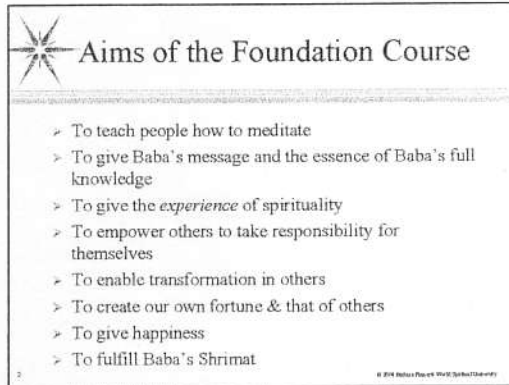 Aims of the Foundation Course
➢ To teach people how to meditate
➢ To give Baba's message and the essence of Baba's full
knowledge
➢ To give the experience of spirituality
➢ To empower others to take responsibility for
themselves
➢ To enable transformation in others
➢ To create our own fortune & that of others
➢ To give happiness
➢ To fulfill Baba's Shrimat
2
World Spiritual University